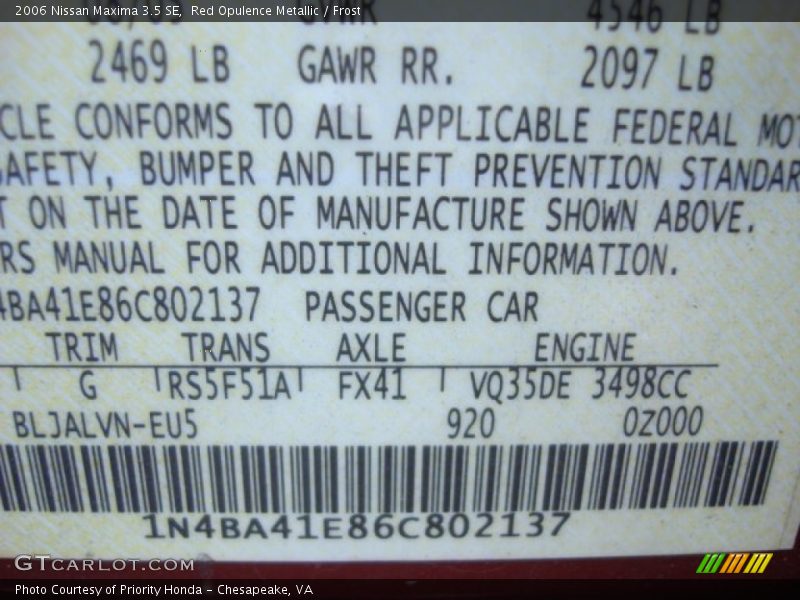 2006 Nissan Maxima 3.5 SE, Red Opulence Metallic / Frost
GVWR 4546 LB
2469 LB GAWR RR. 2097 LB
CLE CONFORMS TO ALL APPLICABLE FEDERAL MOT
SAFETY, BUMPER AND THEFT PREVENTION STANDAR
T ON THE DATE OF MANUFACTURE SHOWN ABOVE.
RS MANUAL FOR ADDITIONAL INFORMATION.
4BA41E86C802137 PASSENGER CAR
TRIM TRANS AXLE ENGINE
G RS5F51A FX41 VQ35DE 3498CC
BLJALVN-EU5 920 0Z000
1N4BA41E86C802137
GTCARLOT.COM
Photo Courtesy of Priority Honda - Chesapeake, VA